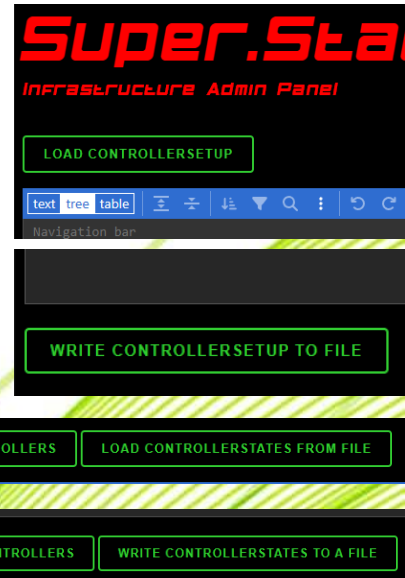 Super.Sta
Infrastructure Admin Panel
LOAD CONTROLLERSETUP
text tree table
Navigation bar
WRITE CONTROLLERSETUP TO FILE
OLLERS LOAD CONTROLLERSTATES FROM FILE
NTROLLERS WRITE CONTROLLERSTATES TO A FILE